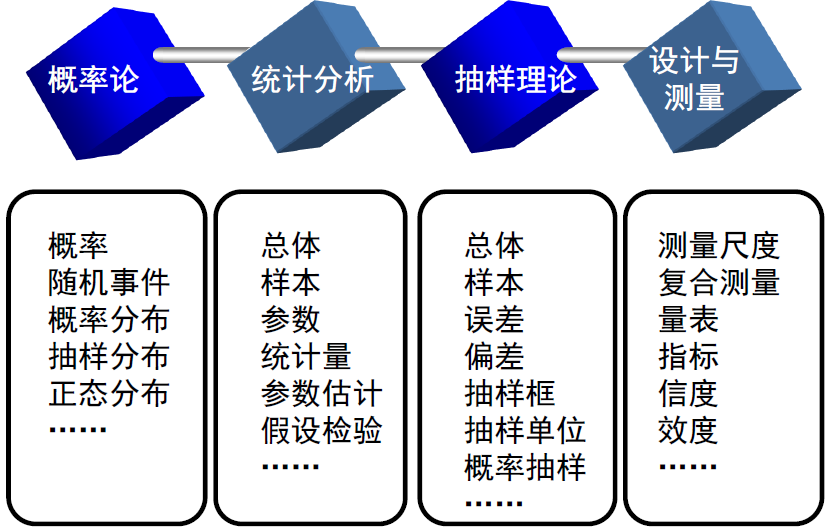 概率论
统计分析
抽样理论
设计与
测量
概率
随机事件
概率分布
抽样分布
正态分布
……
总体
样本
参数
统计量
参数估计
假设检验
……
总体
样本
误差
偏差
抽样框
抽样单位
概率抽样
……
测量尺度
复合测量
量表
指标
信度
效度
……